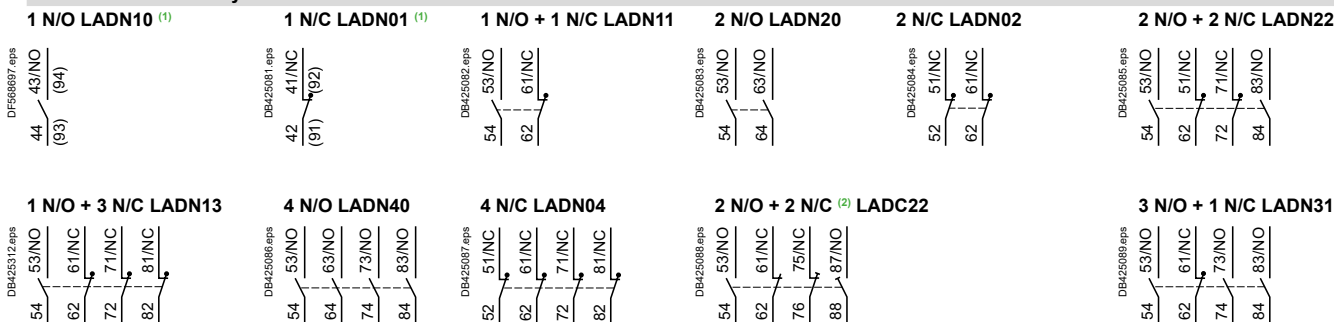 1 N/O LADN10 (1)
1 N/C LADN01 (1)
1 N/O + 1 N/C LADN11
2 N/O LADN20
2 N/C LADN02
2 N/O + 2 N/C LADN22
DF568697.eps
43/NO
(94)
44
(93)
DB425081.eps
41/NC
(92)
42
(91)
DB425082.eps
53/NO
61/NC
54
62
DB425083.eps
53/NO
63/NO
54
64
DB425084.eps
51/NC
61/NC
52
62
DB425085.eps
53/NO
51/NC
71/NC
83/NO
54
62
72
84
1 N/O + 3 N/C LADN13
4 N/O LADN40
4 N/C LADN04
2 N/O + 2 N/C (2) LADC22
3 N/O + 1 N/C LADN31
DB425312.eps
53/NO
61/NC
71/NC
81/NC
54
62
72
82
DB425086.eps
53/NO
63/NO
73/NO
83/NO
54
64
74
84
DB425087.eps
51/NC
61/NC
71/NC
81/NC
52
62
72
82
DB425088.eps
53/NO
61/NC
75/NC
87/NO
54
62
76
88
DB425089.eps
53/NO
61/NC
73/NO
83/NO
54
62
74
84